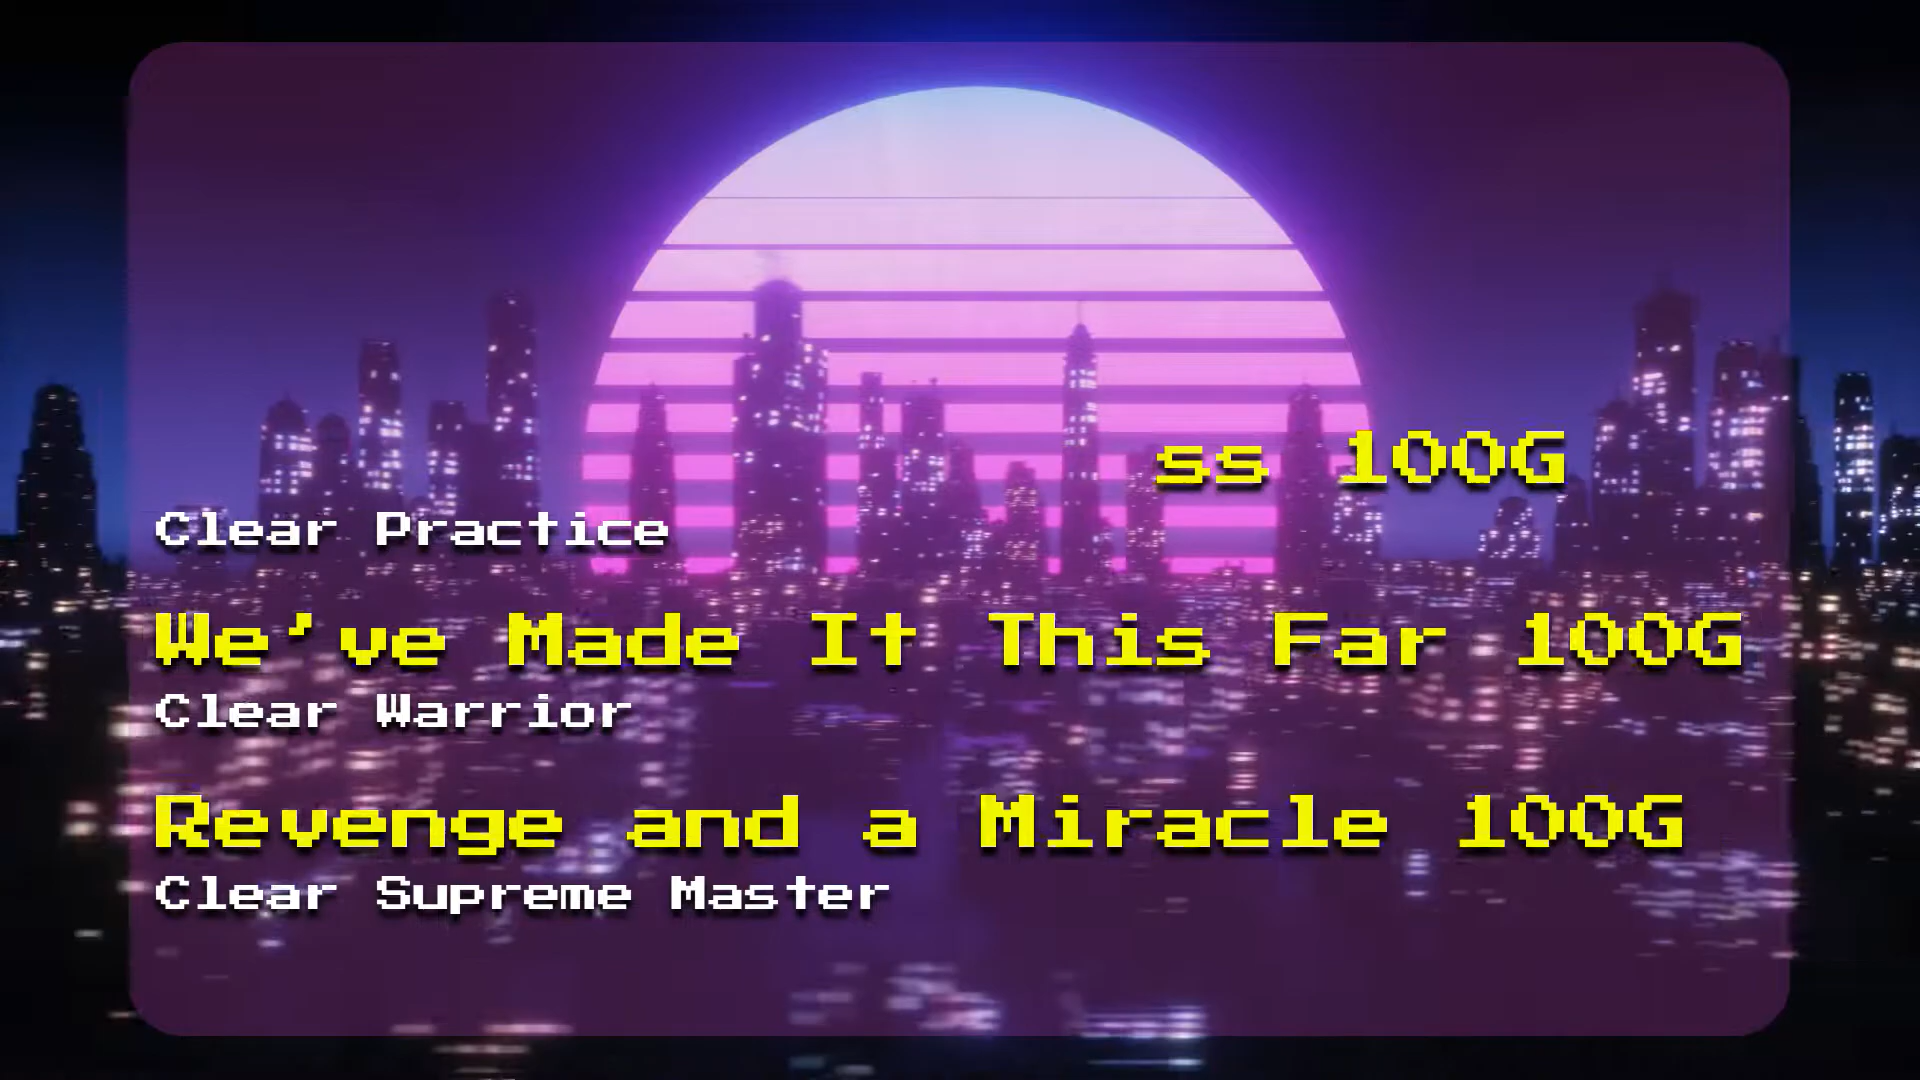 ss 100G
Clear Practice
We've Made It This Far 100G
Clear Warrior
Revenge and a Miracle 100G
Clear Supreme Master